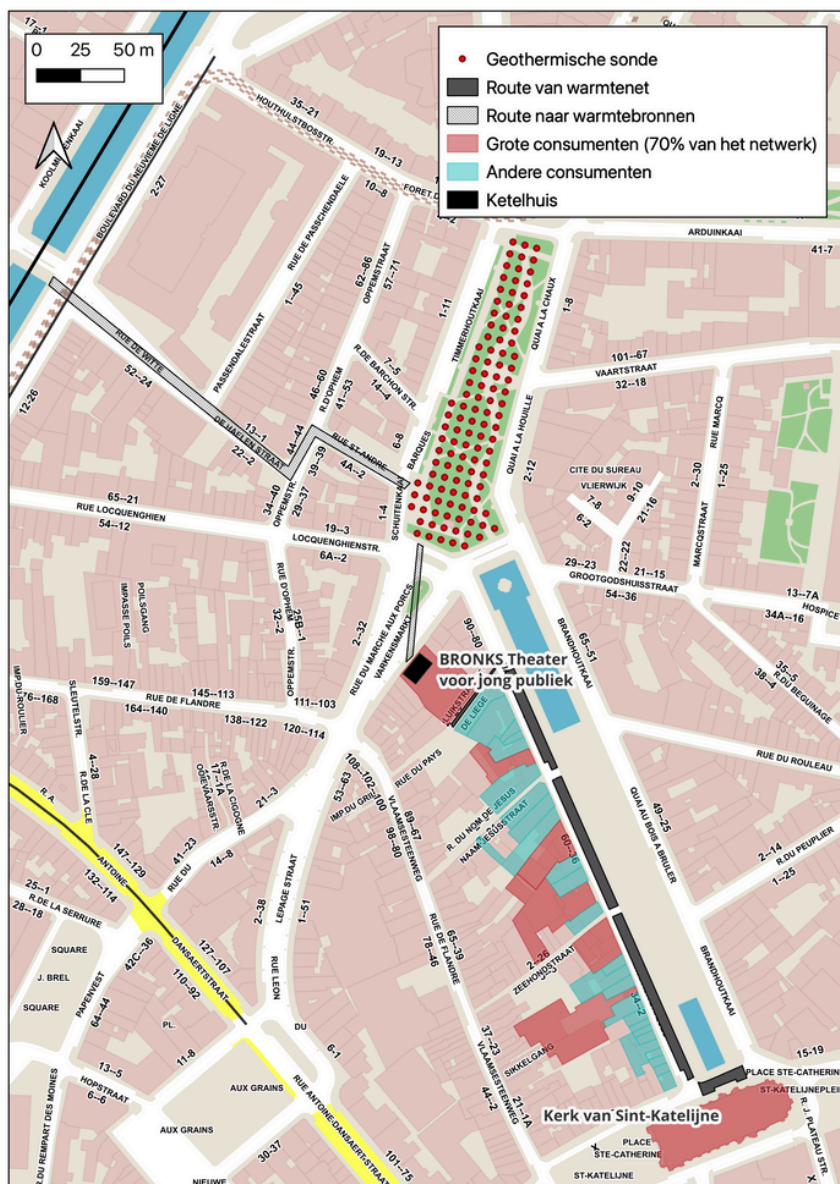 0 25 50 m
Geothermische sonde
Route van warmtenet
Route naar warmtebronnen
Grote consumenten (70% van het netwerk)
Andere consumenten
Ketelhuis
17--1
KOOLM
BOULEVARD DU NEUVIEME DE LIGNE
2-27
35--21
HOUTHULSTBOSSTR.
19--13
10--8
FORET D
ARDUINKAAI
41-7
RUE DE PASSCHENDAELE
62--86
OPPEMSTRAAT
57--71
1--11
TIMMERHOUTKAAI
QUAI A LA CHAUX
1-8
1--45
PASSENDALESTRAAT
RUE DE WITTE
52--24
12-26
7--5
R.DE BARCHON STR.
14--4
46--60
R.D'OPHEM
41--53
101--67
VAARTSTRAAT
32--18
13--1
DE HAELEN STRAAT
22--2
44--44
39--39
RUE ST.ANDRE
4A--2
6--8
BARQUES
QUAI A LA HOUILLE
2-12
RUE MARCQ
2--30
1--25
MARCQSTRAAT
CITE DU SUREAU
VLIERWIJK
7--8
6-2
9-10
21-16
22--22
65--21
RUE LOCQUENGHIEN
54--12
34--40
OPPEMSTR.
29--37
19--3
LOCQUENGHIENSTR.
6A--2
1-4
SCHUITENKAAI
29--23
21--15
GROOTGODSHUISSTRAAT
54--36
13--7A
HOSPICE
34A--16
POILSGANG
IMPASSE POILS
RUE D'OPHEM
32--2
25B--1
OPPEMSTR.
2--32
RUE DU MARCHE AUX PORCS
VARKENSMARKT
90--80
65--51
BRANDHOUTKAAI
35--5
R.DU BEGUINAGE
38--4
BRONKS Theater
voor jong publiek
LUIKSTRA
DE LIEGE
IMP.DU-ROULIER
76--168
SLEUTELSTR.
159--147
145--113
RUE DE FLANDRE
164--140
138--122
111--103
120--114
RUE DU ROULEAU
4--28
R.DE LA CLE
17--1A
R.DE LA CIGOGNE
OOIEVAARSSTR.
21--3
53--63
IMP.DU GRIL
108--102
100
98--80
RUE DU PAYS
89--67
VLAAMSESTEENWEG
R. DU NOM DE JESUS
NAAMJEZUSSTRAAT
60--36
49--25
QUAI AU BOIS A BRULER
2--14
R.DU PEUPLIER
1--25
R. A.
ANTOINE
147--129
132--114
41--23
RUE DU
14--8
25--1
R.DE LA SERRURE
28--18
2--38
LEPAGE STRAAT
1--51
RUE LEON
DU
65--39
RUE DE FLANDRE
78--46
2--26
ZEEHONDSTRAAT
34--2
BRANDHOUTKAAI
SQUARE
J. BREL
SQUARE
42C--36
PAPENVEST
64--44
127--107
DANSAERTSTRAAT
110--92
PL.
11-8
6-1
37--23
VLAAMSESTEENWEG
44--2
21--1A
SIKKELGANG
15-19
PLACE STE-CATHERIN
ST-KATELIJNEPLEI
R. J. PLATEAU STR.
13--5
HOPSTRAAT
6--6
R.DU REMPART DES MOINES
AUX GRAINS
AUX GRAINS
RUE ANTOINE-DANSAERT-STRAAT
101--75
30-37
NIEUWE
Kerk van Sint-Katelijne
PLACE
STE-CATHERINE
ST-KATELIJNE